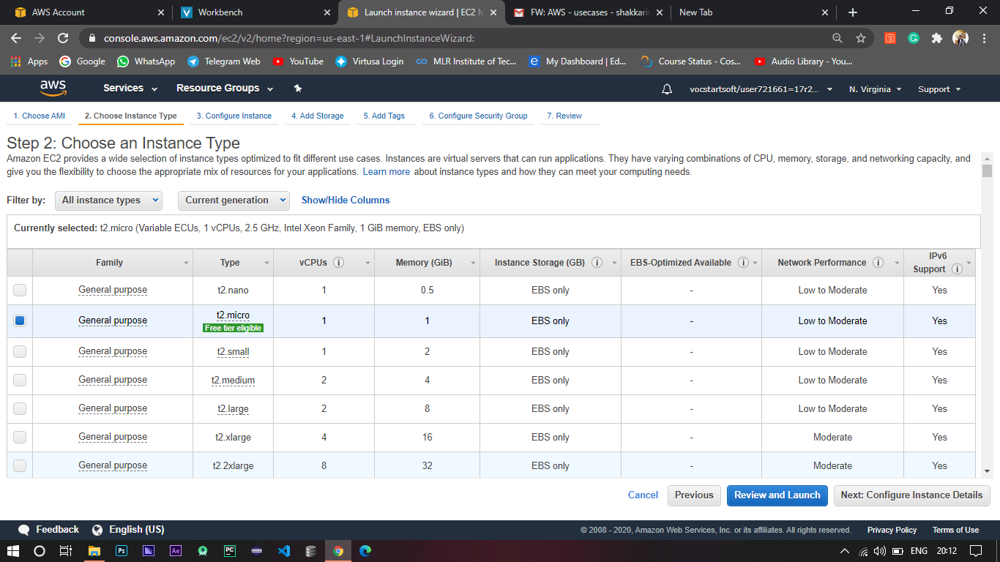 AWS Account
Workbench
Launch instance wizard | EC2 M
FW: AWS - usecases - shakkaris
New Tab
console.aws.amazon.com/ec2/v2/home?region=us-east-1#LaunchInstanceWizard:
Apps
Google
WhatsApp
Telegram Web
YouTube
Virtusa Login
MLR Institute of Tec...
My Dashboard | Ed...
Course Status - Cos...
Audio Library - You...
aws
Services
Resource Groups
vocstartsoft/user721661=17r2...
N. Virginia
Support
1. Choose AMI
2. Choose Instance Type
3. Configure Instance
4. Add Storage
5. Add Tags
6. Configure Security Group
7. Review
Step 2: Choose an Instance Type
Amazon EC2 provides a wide selection of instance types optimized to fit different use cases. Instances are virtual servers that can run applications. They have varying combinations of CPU, memory, storage, and networking capacity, and
give you the flexibility to choose the appropriate mix of resources for your applications. Learn more about instance types and how they can meet your computing needs.
Filter by:
All instance types
Current generation
Show/Hide Columns
Currently selected: t2.micro (Variable ECUs, 1 vCPUs, 2.5 GHz, Intel Xeon Family, 1 GiB memory, EBS only)
Family Type vCPUs Memory (GiB) Instance Storage (GB) EBS-Optimized Available Network Performance IPv6 Support
General purpose t2.nano 1 0.5 EBS only - Low to Moderate Yes
General purpose t2.micro Free tier eligible 1 1 EBS only - Low to Moderate Yes
General purpose t2.small 1 2 EBS only - Low to Moderate Yes
General purpose t2.medium 2 4 EBS only - Low to Moderate Yes
General purpose t2.large 2 8 EBS only - Low to Moderate Yes
General purpose t2.xlarge 4 16 EBS only - Moderate Yes
General purpose t2.2xlarge 8 32 EBS only - Moderate Yes
Cancel
Previous
Review and Launch
Next: Configure Instance Details
Feedback
English (US)
© 2008 - 2020, Amazon Web Services, Inc. or its affiliates. All rights reserved.
Privacy Policy
Terms of Use
Ps
Ae
PC
ENG
20:12